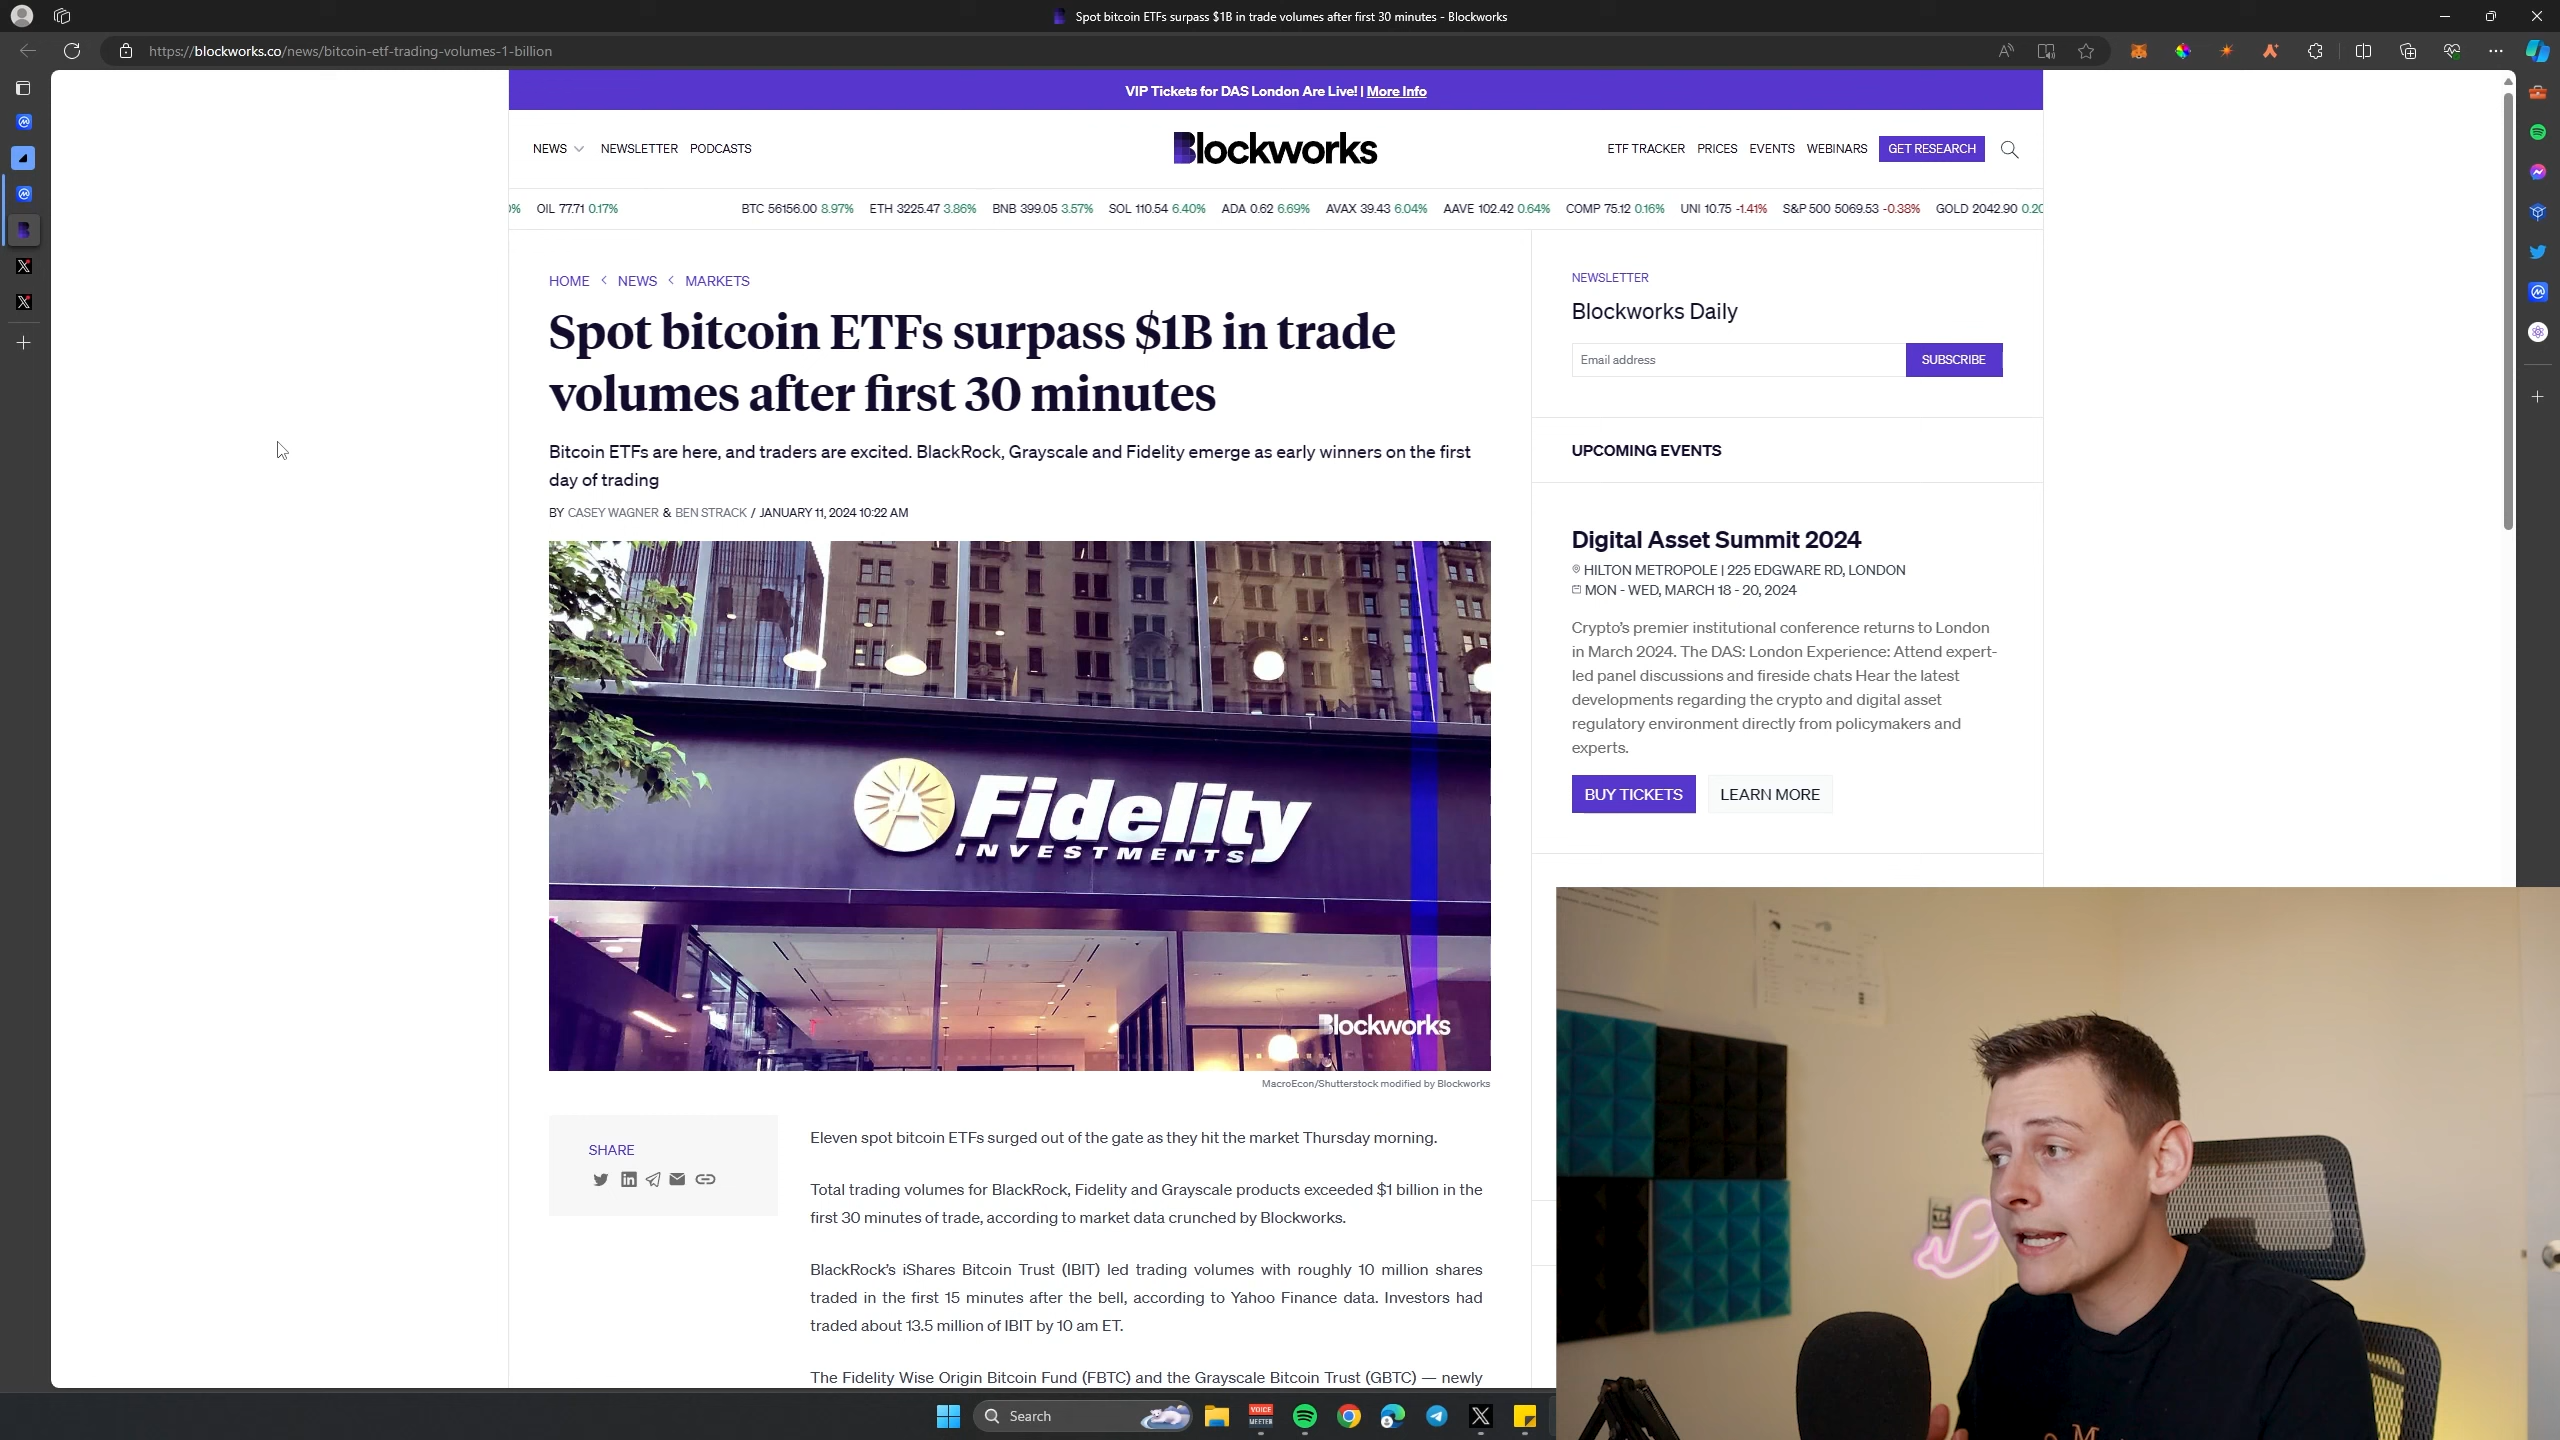 Spot bitcoin ETFs surpass $1B in trade volumes after first 30 minutes - Blockworks
https://blockworks.co/news/bitcoin-etf-trading-volumes-1-billion
VIP Tickets for DAS London Are Live! | More Info
NEWS NEWSLETTER PODCASTS
Blockworks
ETF TRACKER PRICES EVENTS WEBINARS GET RESEARCH
OIL 77.71 0.17% BTC 56156.00 8.97% ETH 3225.47 3.86% BNB 399.05 3.57% SOL 110.54 6.40% ADA 0.62 6.69% AVAX 39.43 6.04% AAVE 102.42 0.64% COMP 75.12 0.16% UNI 10.75 -1.41% S&P 500 5069.53 -0.38% GOLD 2042.90 0.20
HOME < NEWS < MARKETS
Spot bitcoin ETFs surpass $1B in trade
volumes after first 30 minutes
Bitcoin ETFs are here, and traders are excited. BlackRock, Grayscale and Fidelity emerge as early winners on the first
day of trading
BY CASEY WAGNER & BEN STRACK / JANUARY 11, 2024 10:22 AM
Fidelity
INVESTMENTS
Blockworks
MacroEcon/Shutterstock modified by Blockworks
SHARE
Eleven spot bitcoin ETFs surged out of the gate as they hit the market Thursday morning.
Total trading volumes for BlackRock, Fidelity and Grayscale products exceeded $1 billion in the
first 30 minutes of trade, according to market data crunched by Blockworks.
BlackRock's iShares Bitcoin Trust (IBIT) led trading volumes with roughly 10 million shares
traded in the first 15 minutes after the bell, according to Yahoo Finance data. Investors had
traded about 13.5 million of IBIT by 10 am ET.
The Fidelity Wise Origin Bitcoin Fund (FBTC) and the Grayscale Bitcoin Trust (GBTC) — newly
NEWSLETTER
Blockworks Daily
Email address SUBSCRIBE
UPCOMING EVENTS
Digital Asset Summit 2024
HILTON METROPOLE | 225 EDGWARE RD, LONDON
MON - WED, MARCH 18 - 20, 2024
Crypto's premier institutional conference returns to London
in March 2024. The DAS: London Experience: Attend expert-
led panel discussions and fireside chats Hear the latest
developments regarding the crypto and digital asset
regulatory environment directly from policymakers and
experts.
BUY TICKETS LEARN MORE
Search
VOICE
MEETER